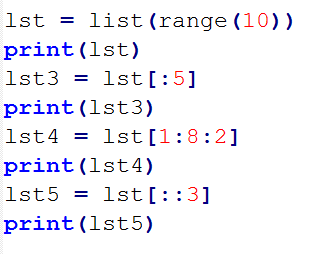 lst = list(range(10))
print(lst)
lst3 = lst[:5]
print(lst3)
lst4 = lst[1:8:2]
print(lst4)
lst5 = lst[::3]
print(lst5)